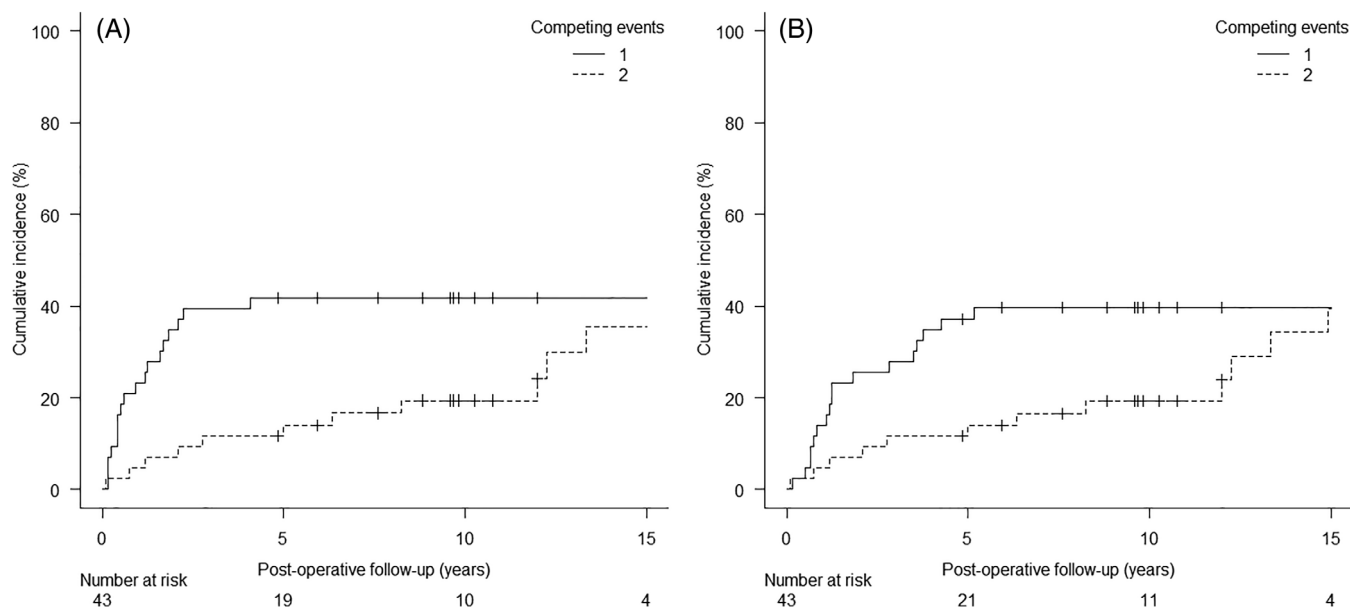 (A)
Competing events
1
2
100
80
60
40
20
0
Cumulative incidence (%)
0 5 10 15
Post-operative follow-up (years)
Number at risk
43 19 10 4
(B)
Competing events
1
2
100
80
60
40
20
0
Cumulative incidence (%)
0 5 10 15
Post-operative follow-up (years)
Number at risk
43 21 11 4